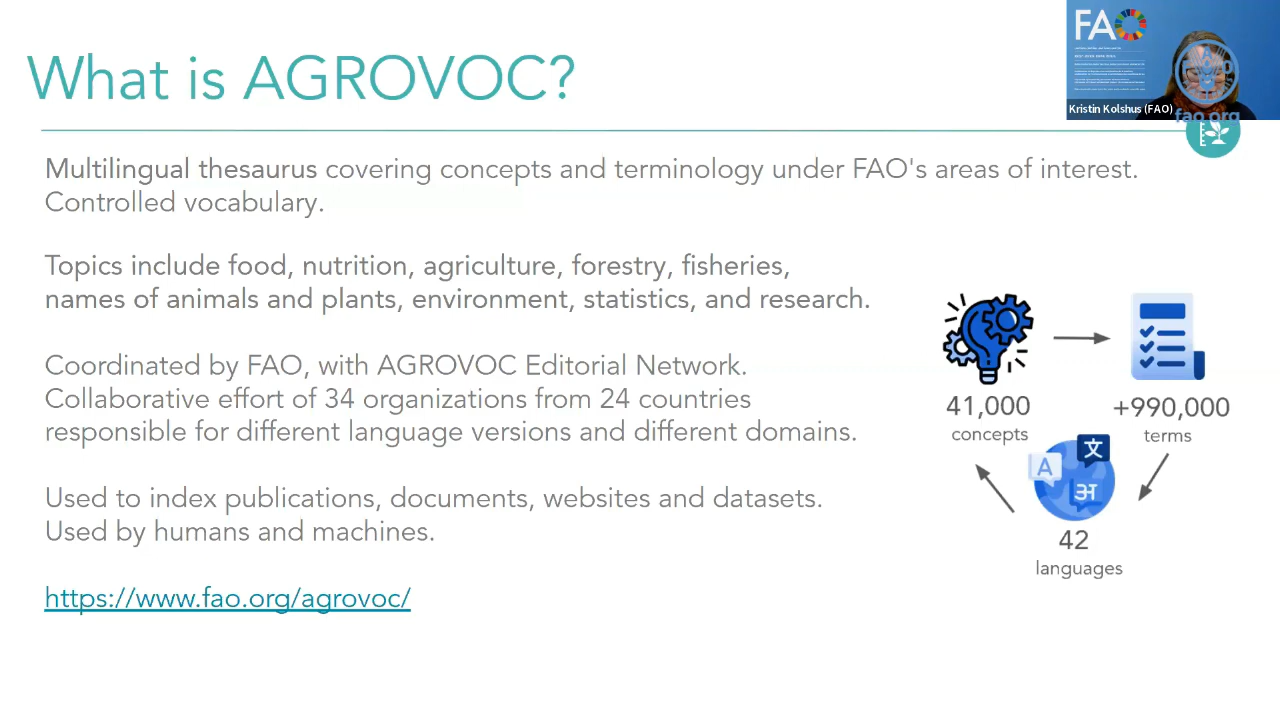 What is AGROVOC?
FAO
Kristin Kolshus (FAO)
fao.org
Multilingual thesaurus covering concepts and terminology under FAO's areas of interest.
Controlled vocabulary.
Topics include food, nutrition, agriculture, forestry, fisheries,
names of animals and plants, environment, statistics, and research.
Coordinated by FAO, with AGROVOC Editorial Network.
Collaborative effort of 34 organizations from 24 countries
responsible for different language versions and different domains.
Used to index publications, documents, websites and datasets.
Used by humans and machines.
https://www.fao.org/agrovoc/
41,000
concepts
+990,000
terms
A
文
अ
42
languages